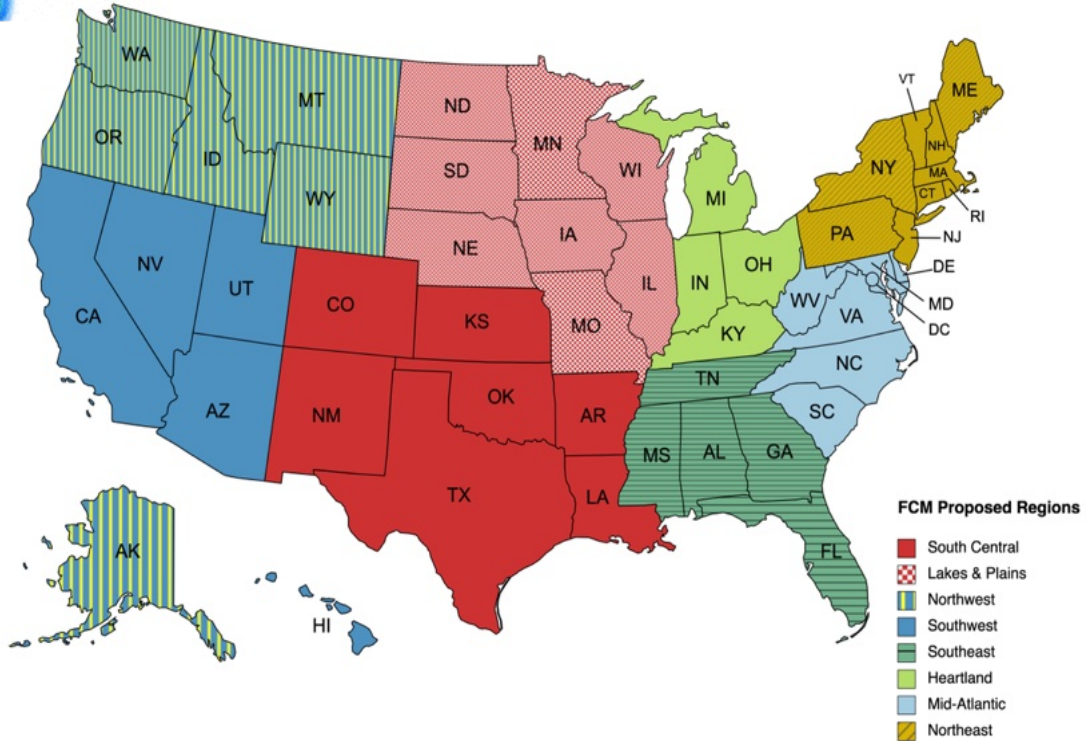 WA
MT
ND
MN
VT
ME
OR
ID
SD
WI
NH
NY
MA
WY
MI
CT
RI
NE
IA
PA
NJ
NV
UT
IL
IN
OH
DE
CA
CO
KS
MO
WV
VA
MD
KY
DC
NC
TN
AZ
NM
OK
AR
SC
MS
AL
GA
TX
LA
AK
FL
HI
FCM Proposed Regions
South Central
Lakes & Plains
Northwest
Southwest
Southeast
Heartland
Mid-Atlantic
Northeast